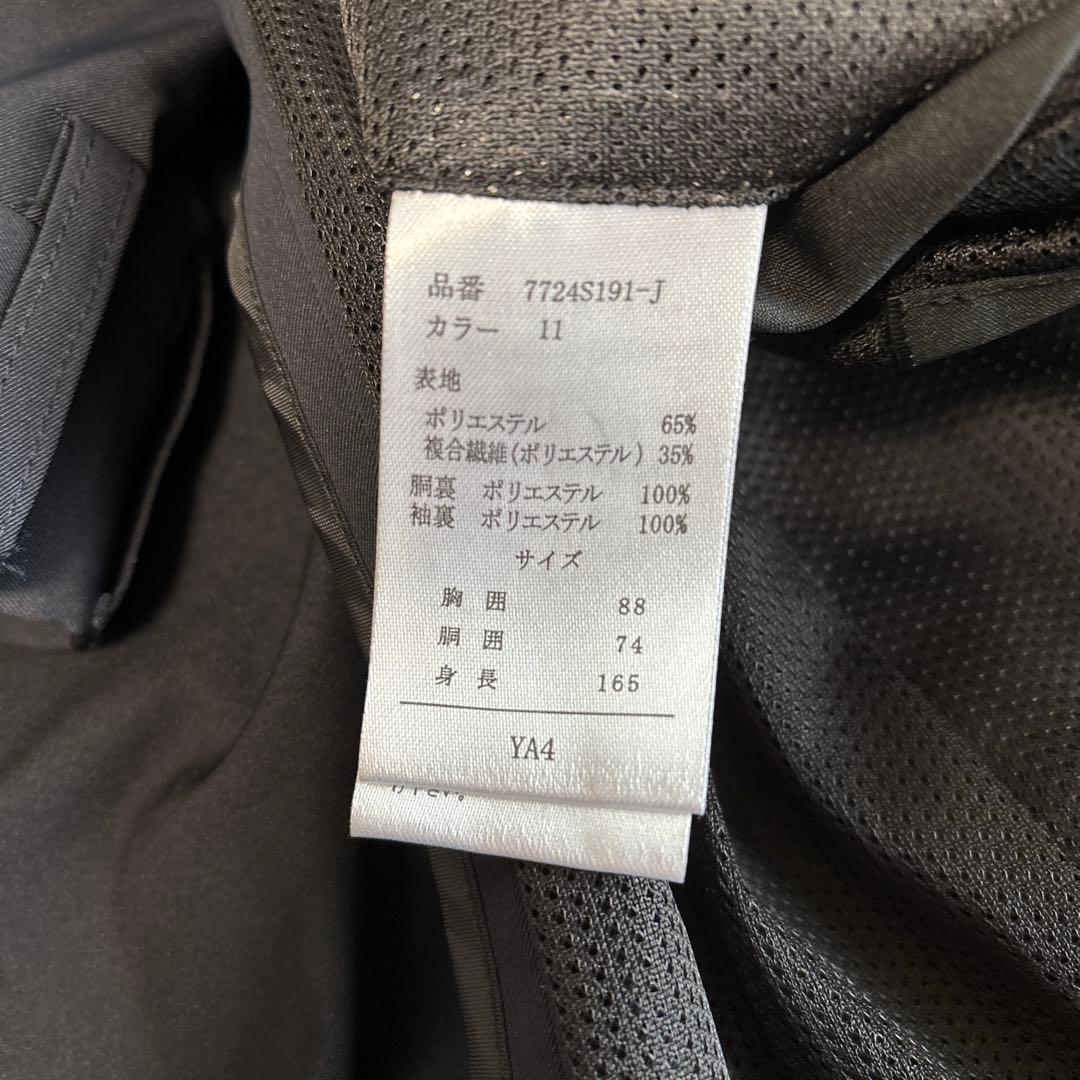 品番 7724S191-J
カラー 11
表地
ポリエステル 65%
複合繊維(ポリエステル) 35%
胴裏 ポリエステル 100%
袖裏 ポリエステル 100%
サイズ
胸囲 88
胴囲 74
身長 165
YA4